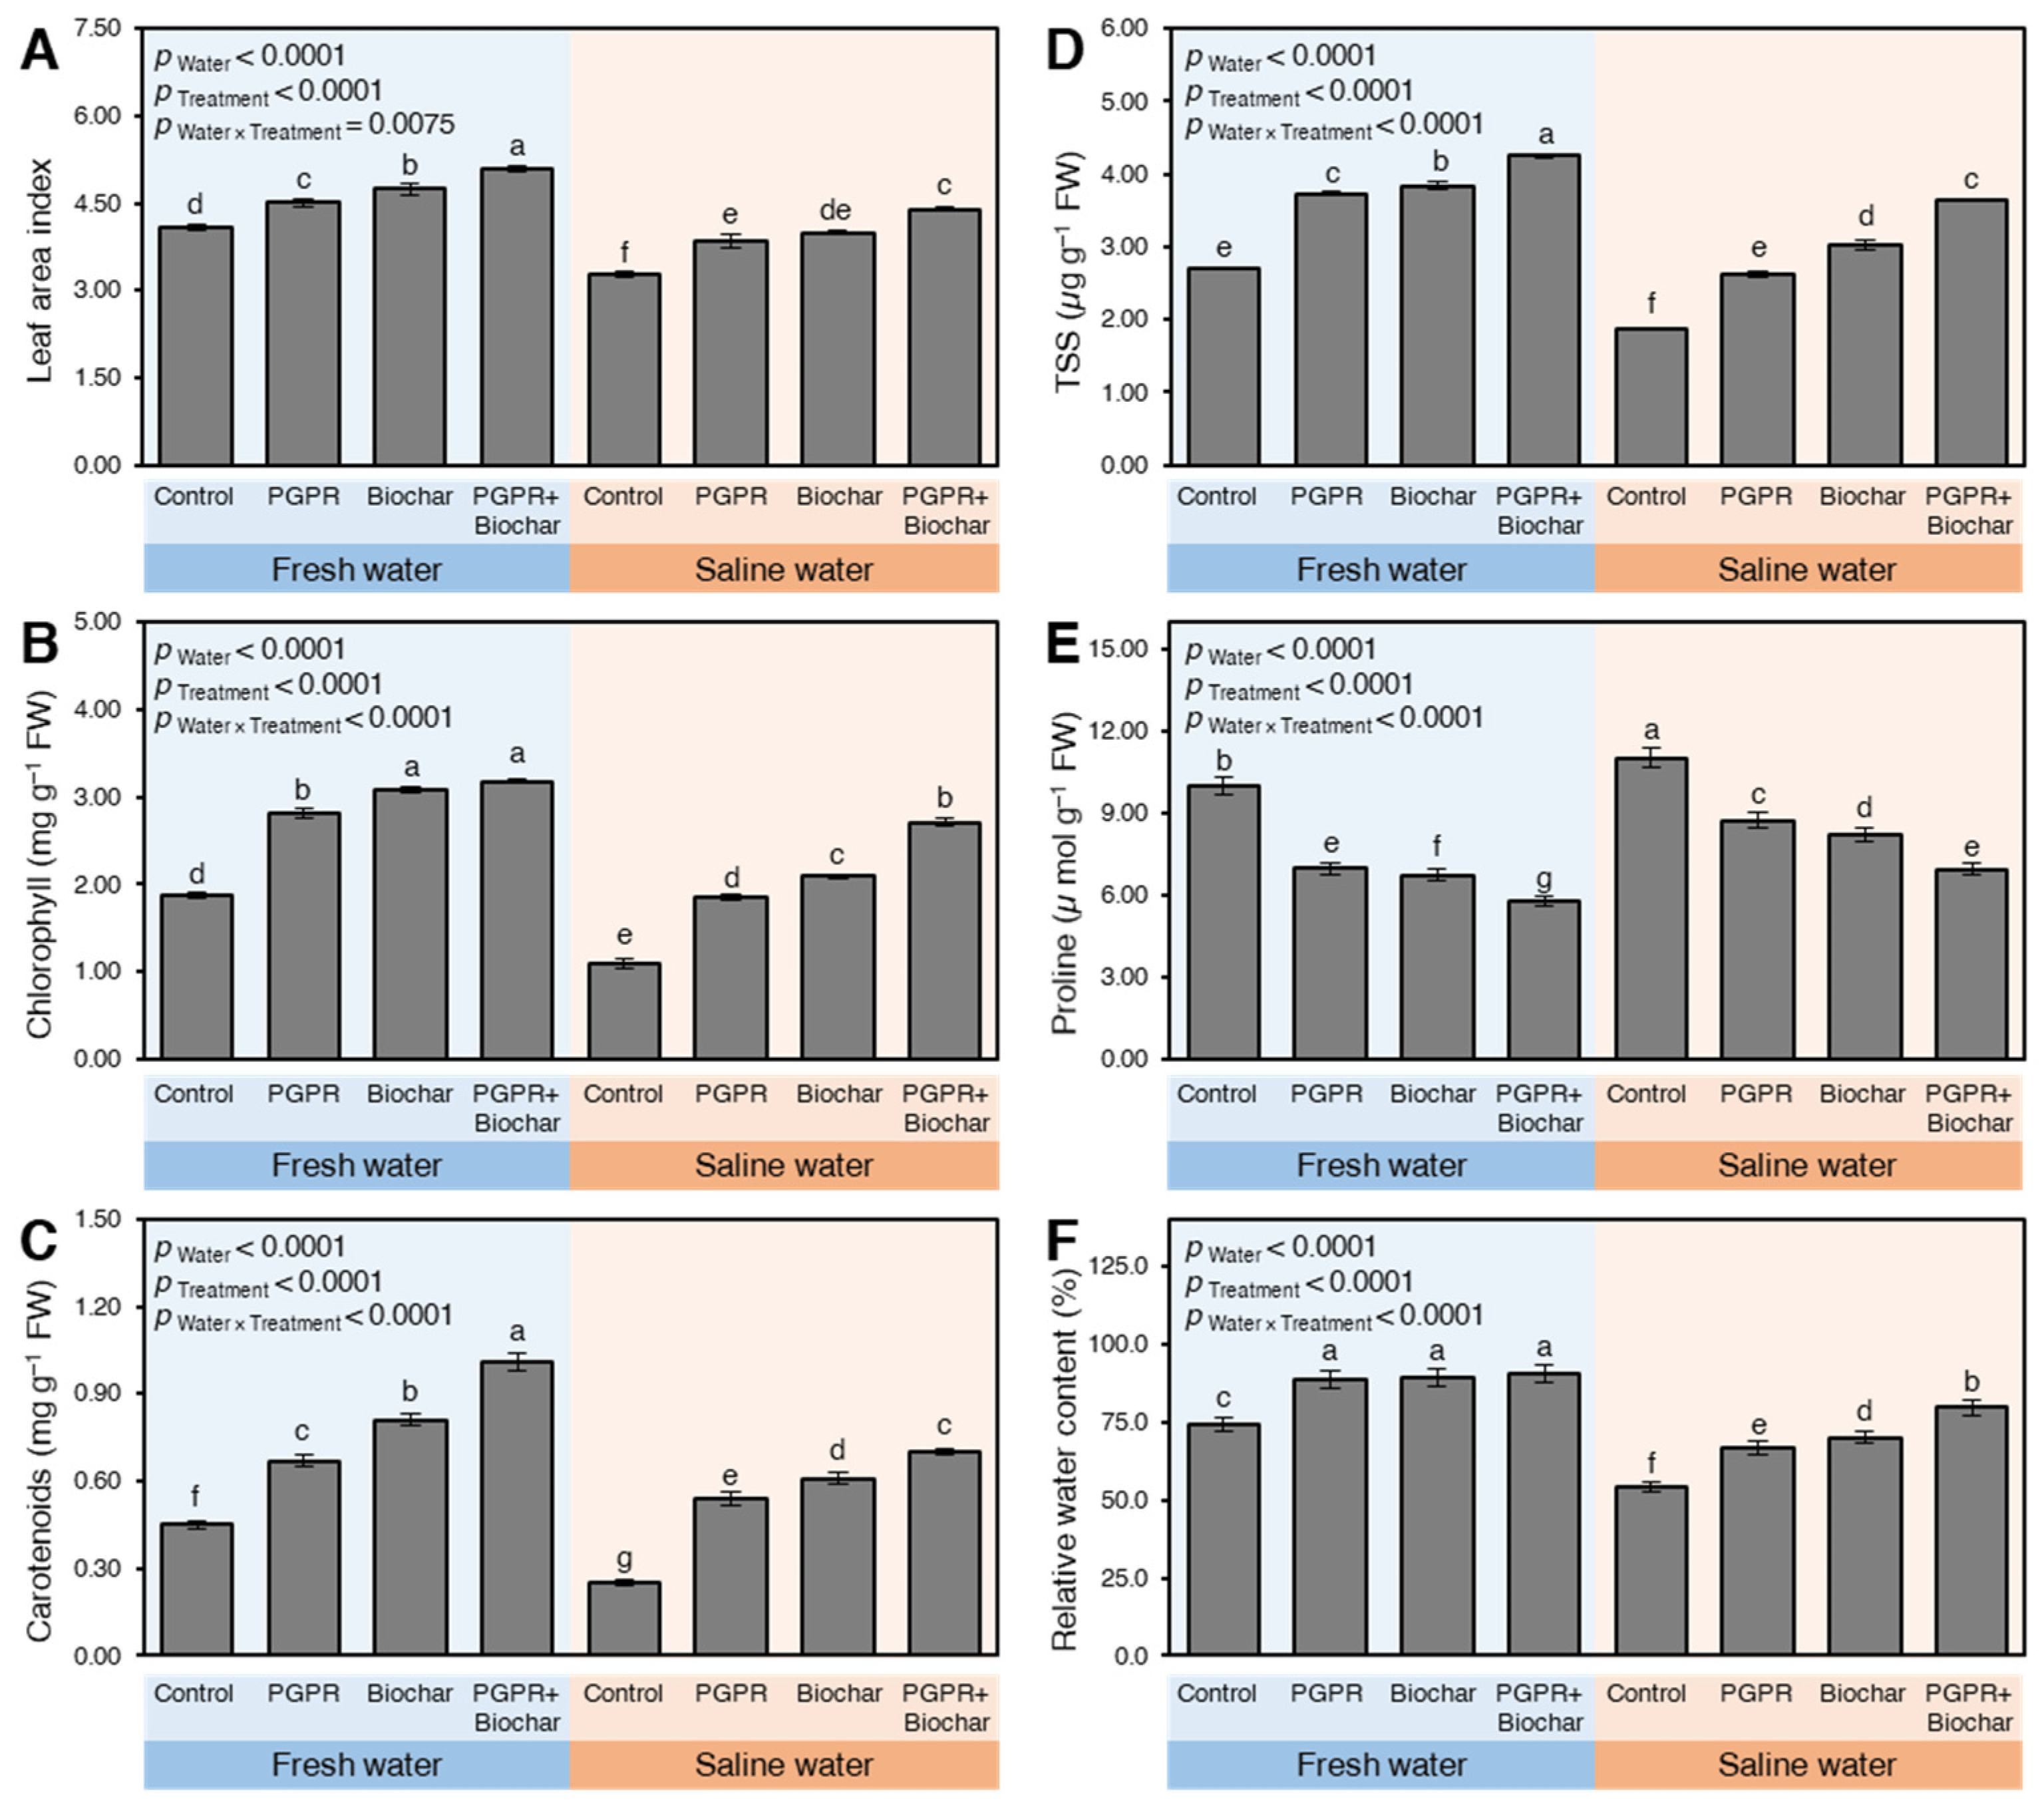 A
7.50
6.00
4.50
3.00
1.50
0.00
Leaf area index
p Water < 0.0001
p Treatment < 0.0001
p Water × Treatment = 0.0075
d
c
b
a
f
e
de
c
Control PGPR Biochar PGPR+ Control PGPR Biochar PGPR+
Biochar Biochar
Fresh water Saline water
D
6.00
5.00
4.00
3.00
2.00
1.00
0.00
TSS (µg g⁻¹ FW)
p Water < 0.0001
p Treatment < 0.0001
p Water × Treatment < 0.0001
e
c
b
a
f
e
d
c
Control PGPR Biochar PGPR+ Control PGPR Biochar PGPR+
Biochar Biochar
Fresh water Saline water
B
5.00
4.00
3.00
2.00
1.00
0.00
Chlorophyll (mg g⁻¹ FW)
p Water < 0.0001
p Treatment < 0.0001
p Water × Treatment < 0.0001
d
b
a
a
e
d
c
b
Control PGPR Biochar PGPR+ Control PGPR Biochar PGPR+
Biochar Biochar
Fresh water Saline water
E
15.00
12.00
9.00
6.00
3.00
0.00
Proline (µ mol g⁻¹ FW)
p Water < 0.0001
p Treatment < 0.0001
p Water × Treatment < 0.0001
b
e
f
g
a
c
d
e
Control PGPR Biochar PGPR+ Control PGPR Biochar PGPR+
Biochar Biochar
Fresh water Saline water
C
1.50
1.20
0.90
0.60
0.30
0.00
Carotenoids (mg g⁻¹ FW)
p Water < 0.0001
p Treatment < 0.0001
p Water × Treatment < 0.0001
f
c
b
a
g
e
d
c
Control PGPR Biochar PGPR+ Control PGPR Biochar PGPR+
Biochar Biochar
Fresh water Saline water
F
125.0
100.0
75.0
50.0
25.0
0.0
Relative water content (%)
p Water < 0.0001
p Treatment < 0.0001
p Water × Treatment < 0.0001
c
a
a
a
f
e
d
b
Control PGPR Biochar PGPR+ Control PGPR Biochar PGPR+
Biochar Biochar
Fresh water Saline water